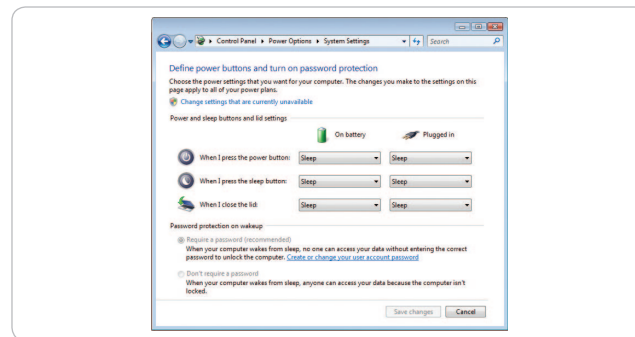 Control Panel ▸ Power Options ▸ System Settings
Search
Define power buttons and turn on password protection
Choose the power settings that you want for your computer. The changes you make to the settings on this
page apply to all of your power plans.
Change settings that are currently unavailable
Power and sleep buttons and lid settings
On battery Plugged in
When I press the power button: Sleep Sleep
When I press the sleep button: Sleep Sleep
When I close the lid: Sleep Sleep
Password protection on wakeup
Require a password (recommended)
When your computer wakes from sleep, no one can access your data without entering the correct
password to unlock the computer. Create or change your user account password
Don't require a password
When your computer wakes from sleep, anyone can access your data because the computer isn't
locked.
Save changes Cancel